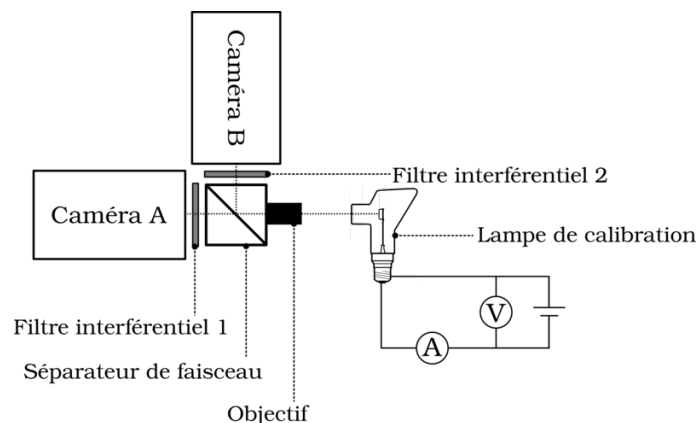 Caméra B
Filtre interférentiel 2
Caméra A
Lampe de calibration
V
A
Filtre interférentiel 1
Séparateur de faisceau
Objectif